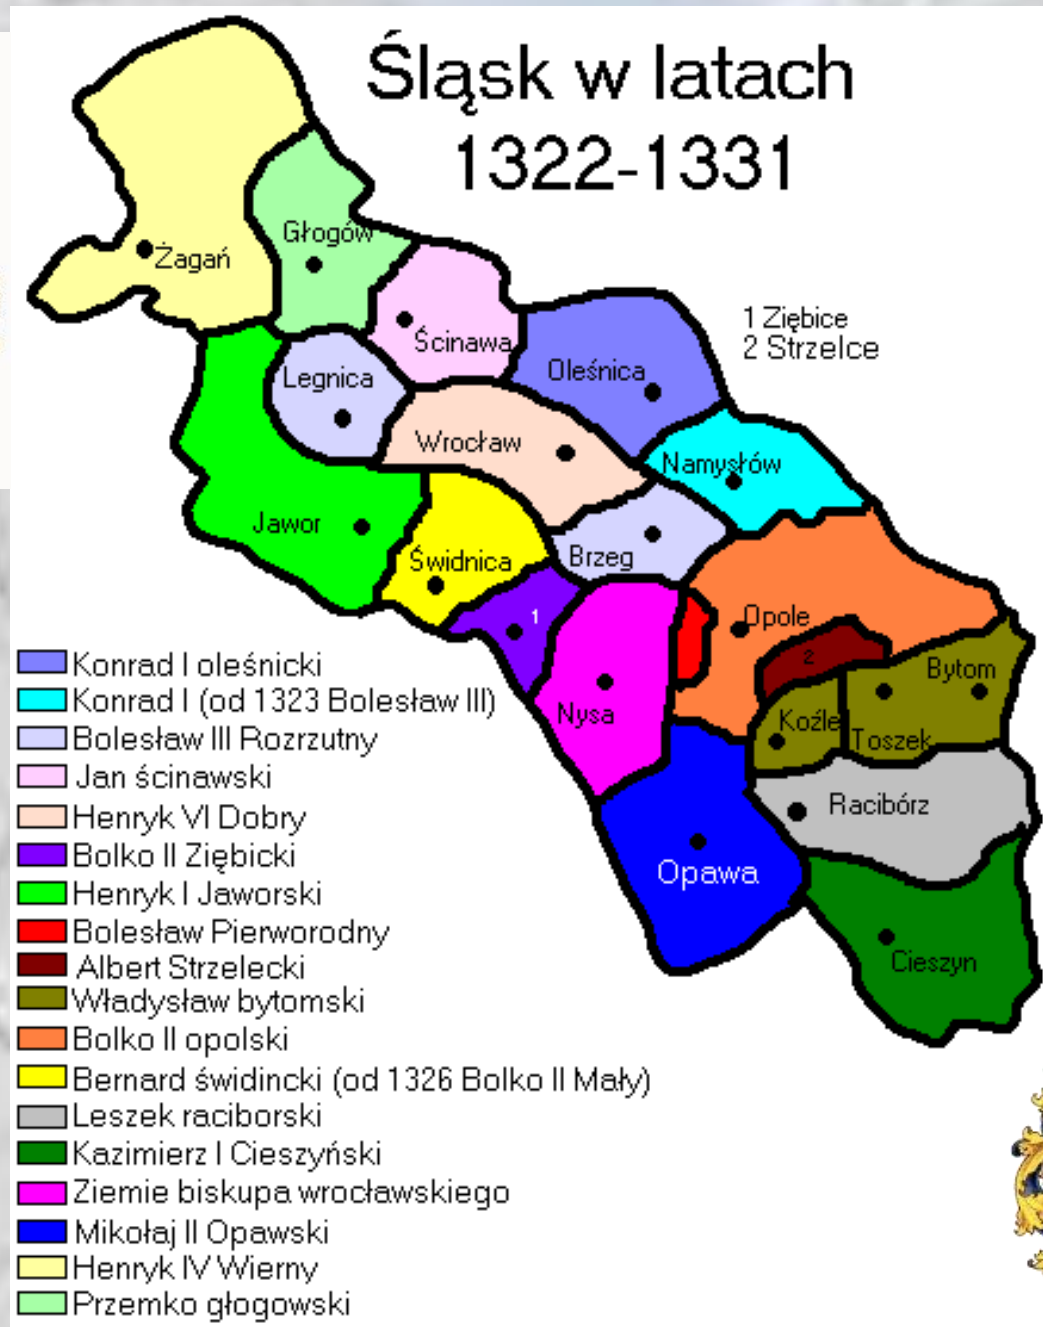 Śląsk w latach
1322-1331
Głogów
Żagań
1 Ziębice
2 Strzelce
Ścinawa
Legnica
Oleśnica
Wrocław
Namysłów
Jawor
Świdnica
Brzeg
1
Opole
2
Bytom
Nysa
Koźle
Toszek
Racibórz
Opawa
Cieszyn
Konrad I oleśnicki
Konrad I (od 1323 Bolesław III)
Bolesław III Rozrzutny
Jan ścinawski
Henryk VI Dobry
Bolko II Ziębicki
Henryk I Jaworski
Bolesław Pierworodny
Albert Strzelecki
Władysław bytomski
Bolko II opolski
Bernard świdincki (od 1326 Bolko II Mały)
Leszek raciborski
Kazimierz I Cieszyński
Ziemie biskupa wrocławskiego
Mikołaj II Opawski
Henryk IV Wierny
Przemko głogowski